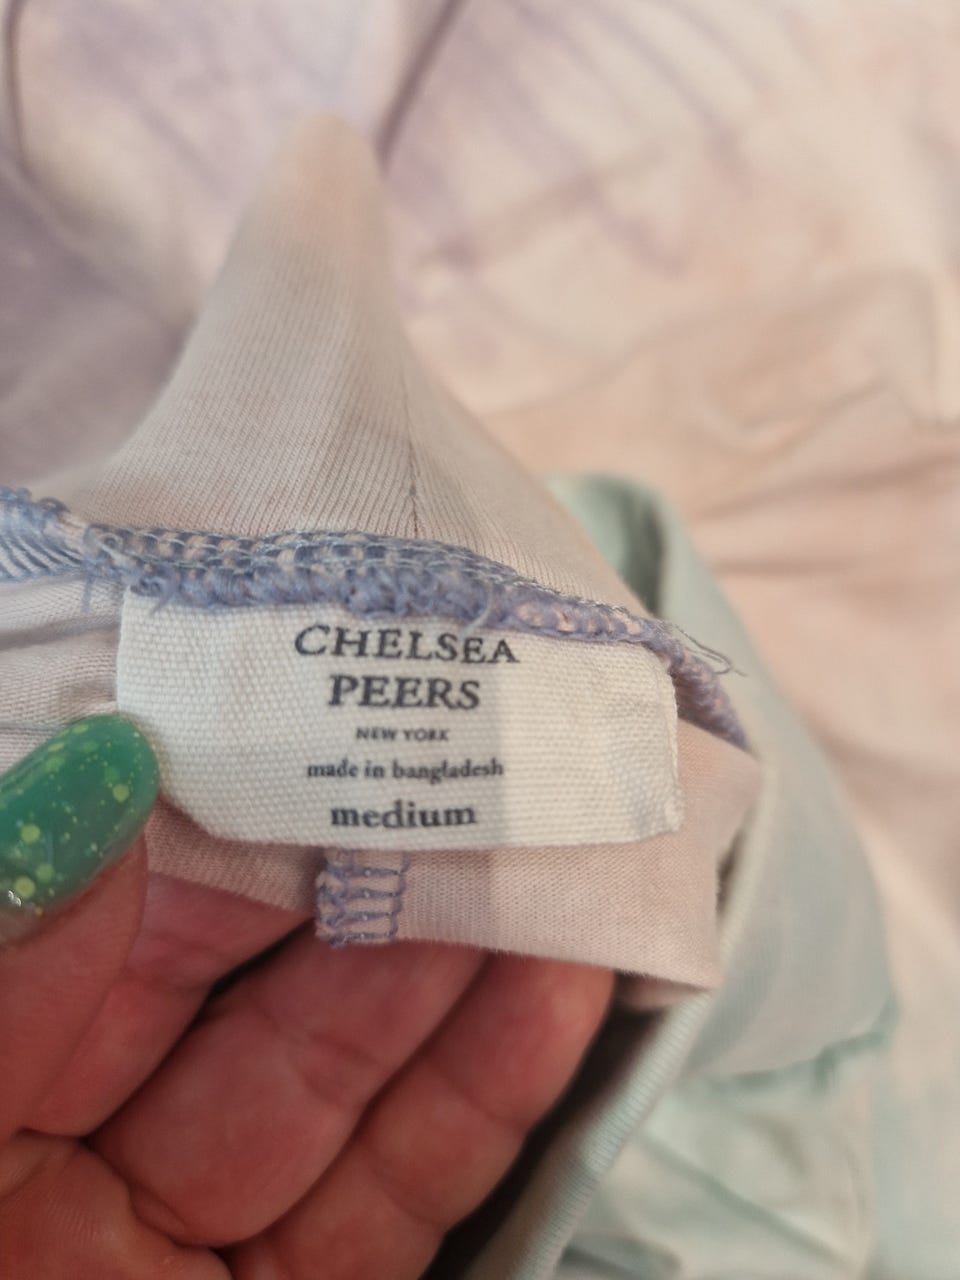 CHELSEA
PEERS
NEW YORK
made in bangladesh
medium